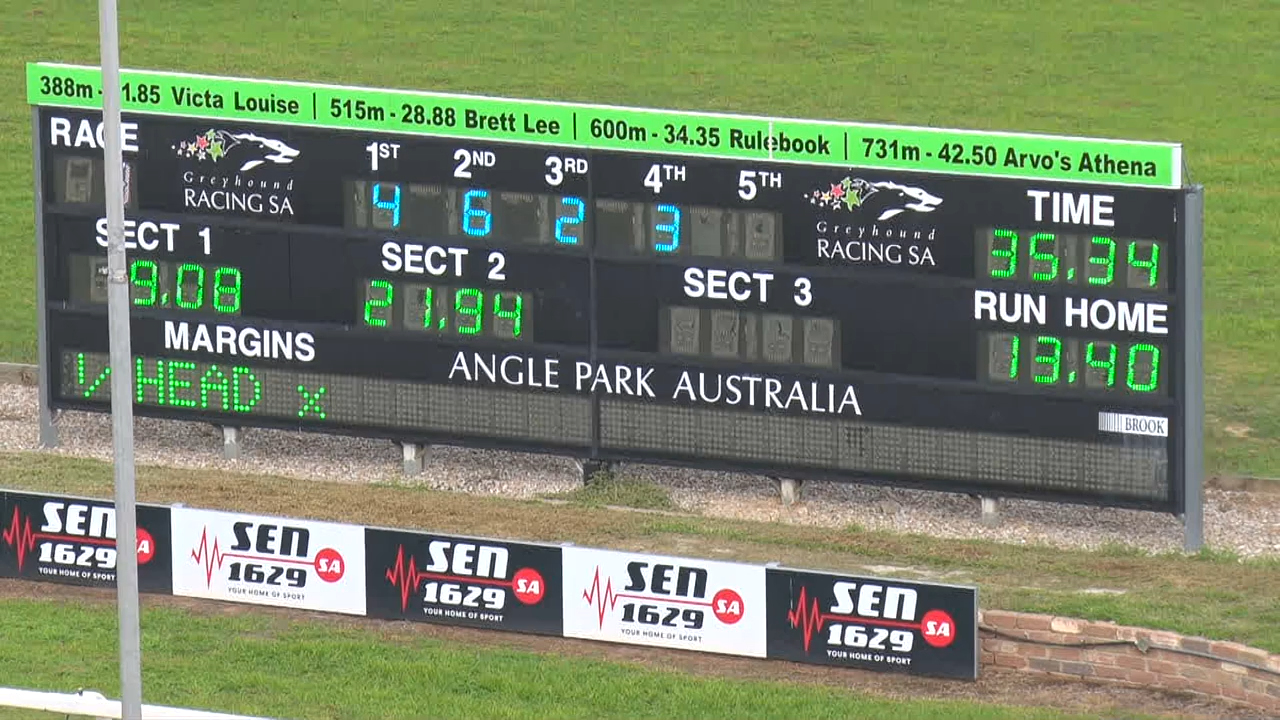 388m - 1.85 Victa Louise | 515m - 28.88 Brett Lee | 600m - 34.35 Rulebook | 731m - 42.50 Arvo's Athena
RACE
Greyhound
RACING SA
1ST 2ND 3RD 4TH 5TH
4 6 2 3
Greyhound
RACING SA
TIME
35.34
SECT 1
9.08
SECT 2
21.94
SECT 3
RUN HOME
13.40
MARGINS
HEAD x
ANGLE PARK AUSTRALIA
BROOK
SEN
1629
YOUR HOME OF SPORT
SEN
1629 SA
YOUR HOME OF SPORT
SEN
1629 SA
YOUR HOME OF SPORT
SEN
1629 SA
YOUR HOME OF SPORT
SEN
1629 SA
YOUR HOME OF SPORT